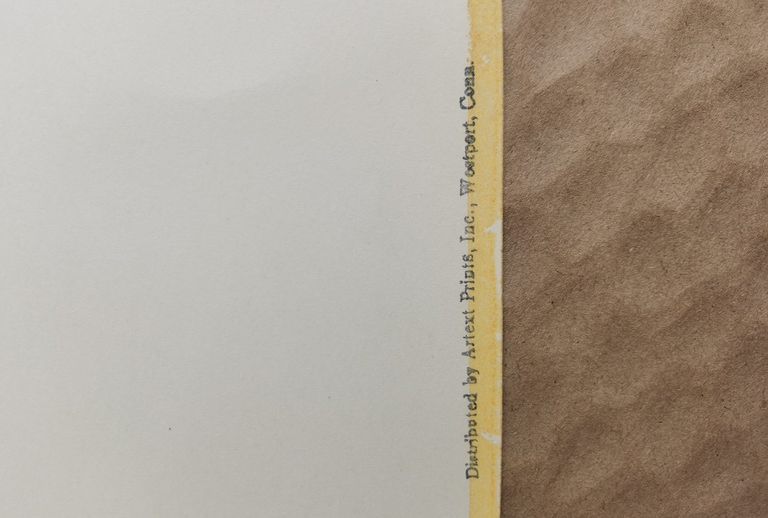 Distributed by Artext Prints, Inc., Westport, Conn.